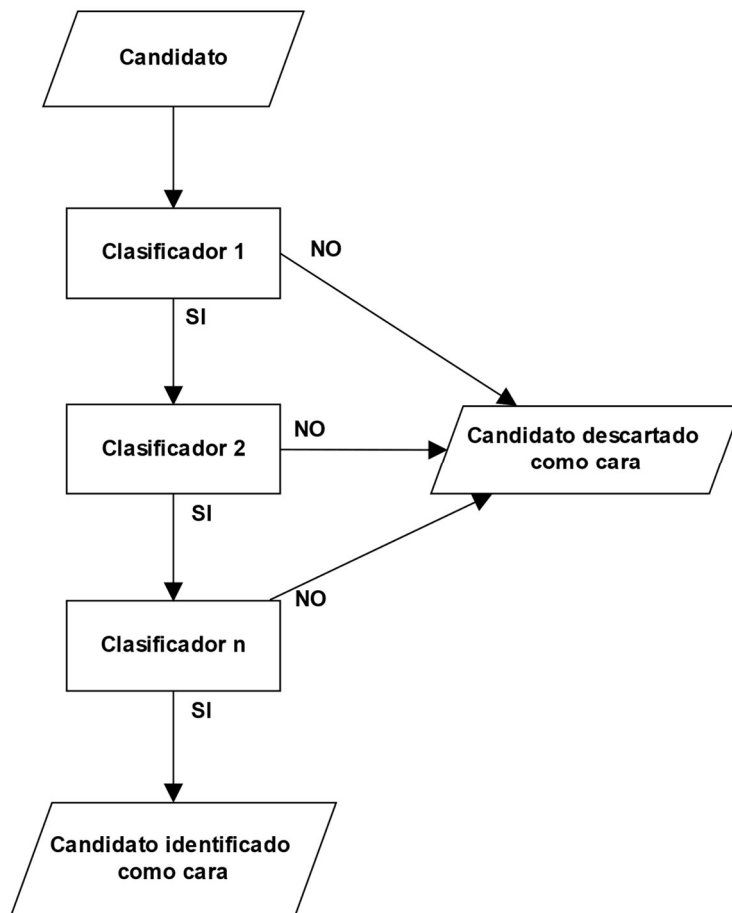 Candidato
Clasificador 1
NO
SI
Clasificador 2
NO
Candidato descartado
como cara
SI
Clasificador n
NO
SI
Candidato identificado
como cara